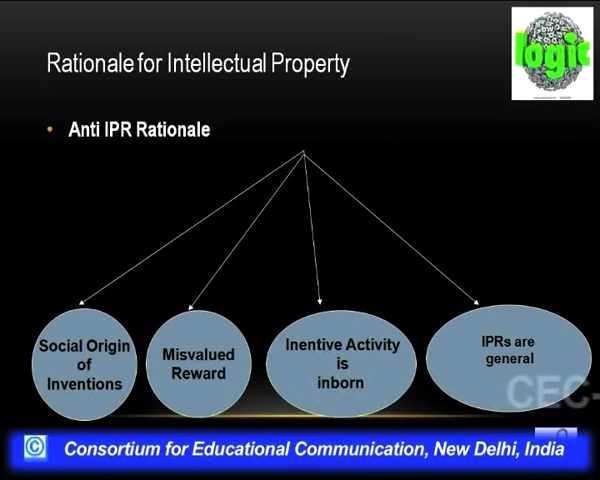 Rationale for Intellectual Property
logic
• Anti IPR Rationale
Social Origin
of
Inventions
Misvalued
Reward
Inentive Activity
is
inborn
IPRs are
general
CEC-
© Consortium for Educational Communication, New Delhi, India